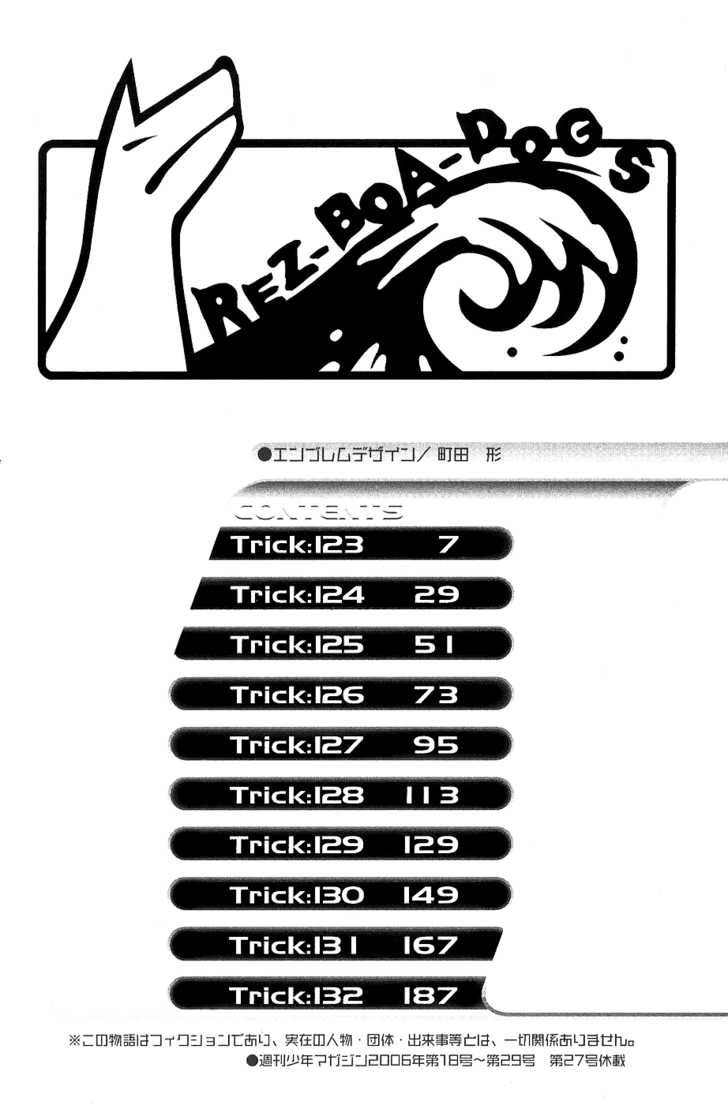 REZ-BOA-DOGS
●エンブレムデザイン/ 町田 形
CONTENTS
Trick:123 7
Trick:124 29
Trick:125 51
Trick:126 73
Trick:127 95
Trick:128 113
Trick:129 129
Trick:130 149
Trick:131 167
Trick:132 187
※この物語はフィクションであり、実在の人物・団体・出来事等とは、一切関係ありません。
●週刊少年マガジン2006年第18号〜第29号 第27号休載